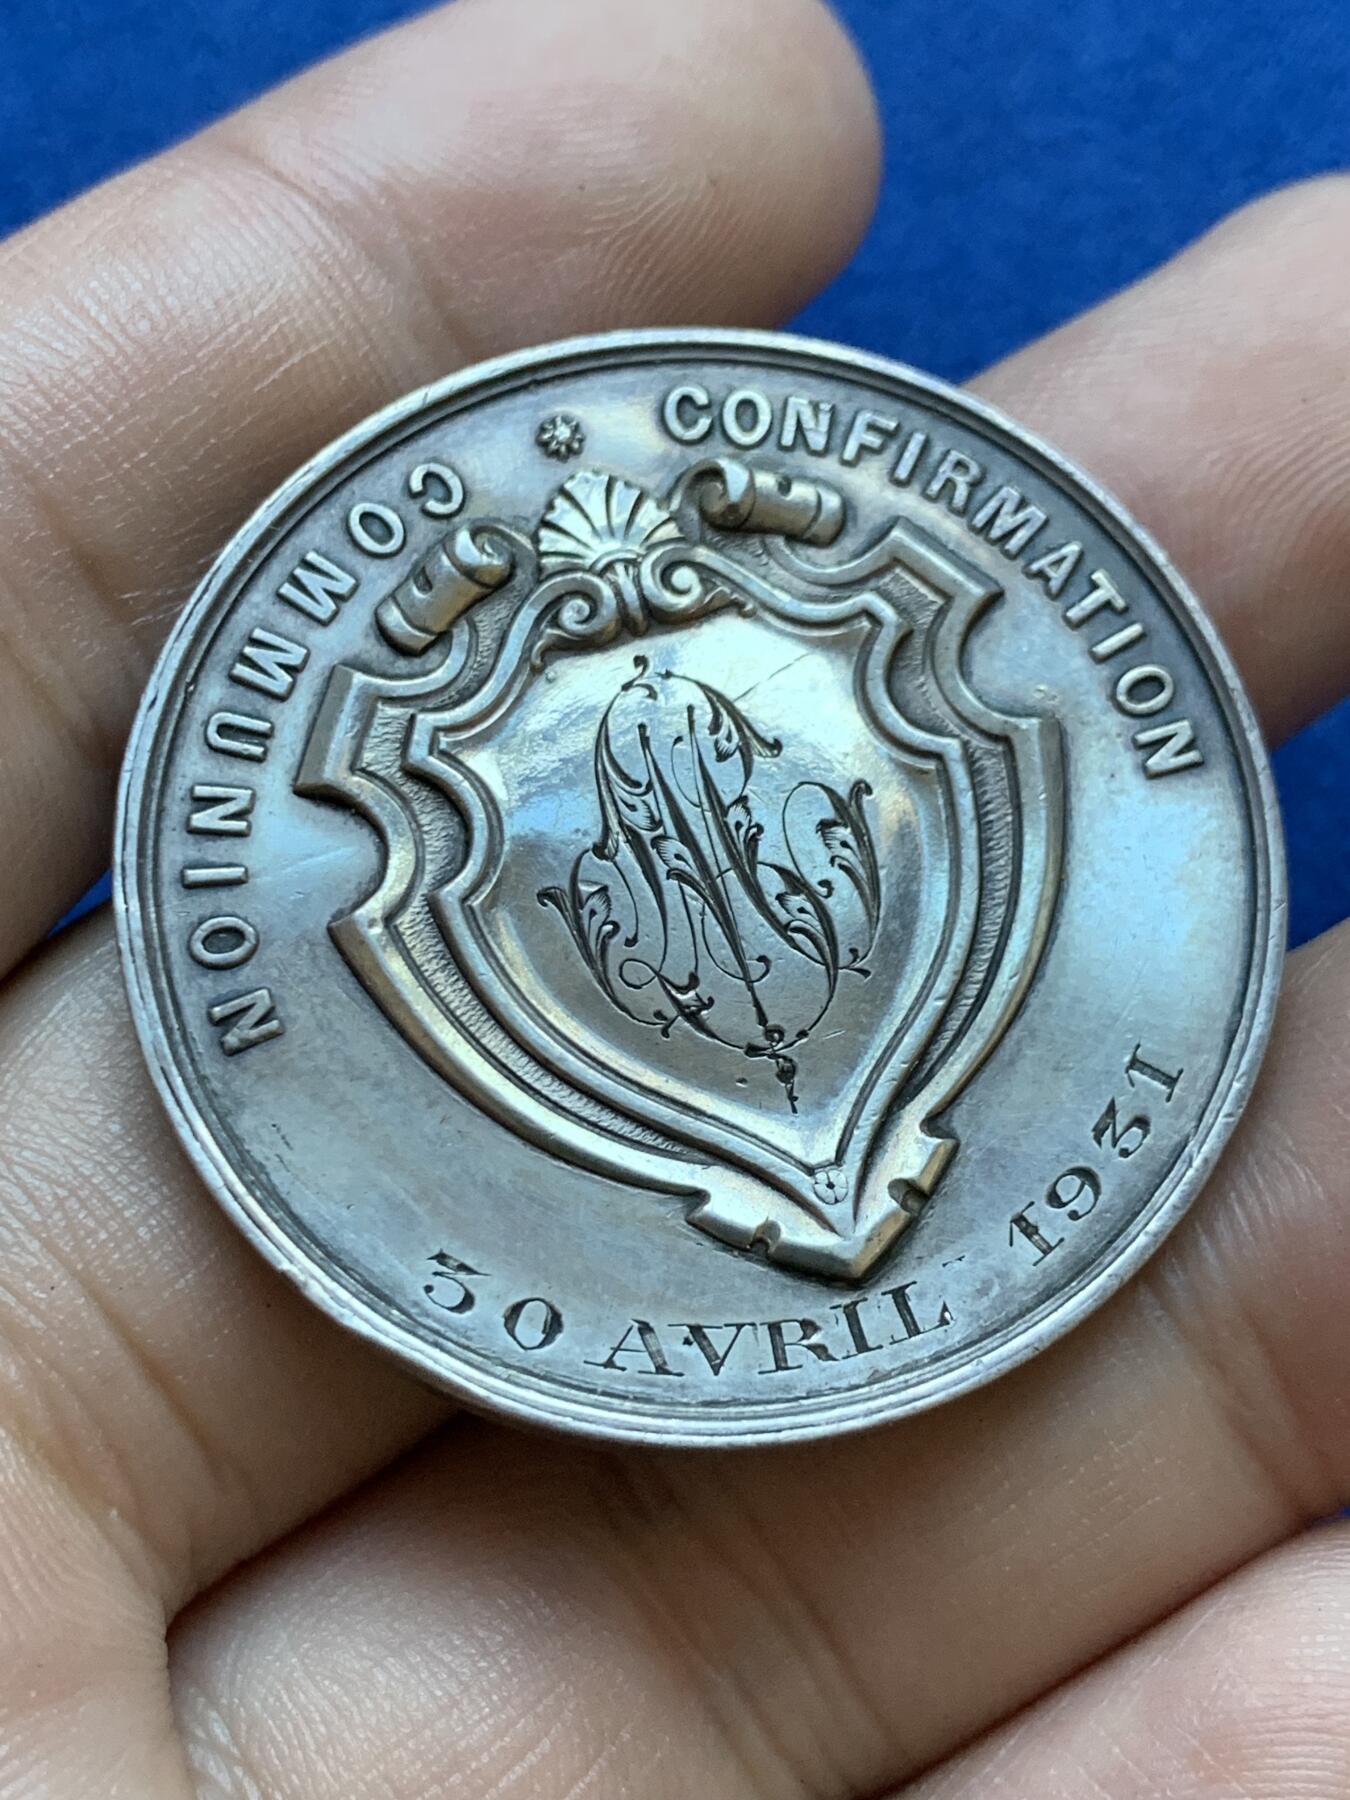 COMMUNION * CONFIRMATION
30 AVRIL 1931